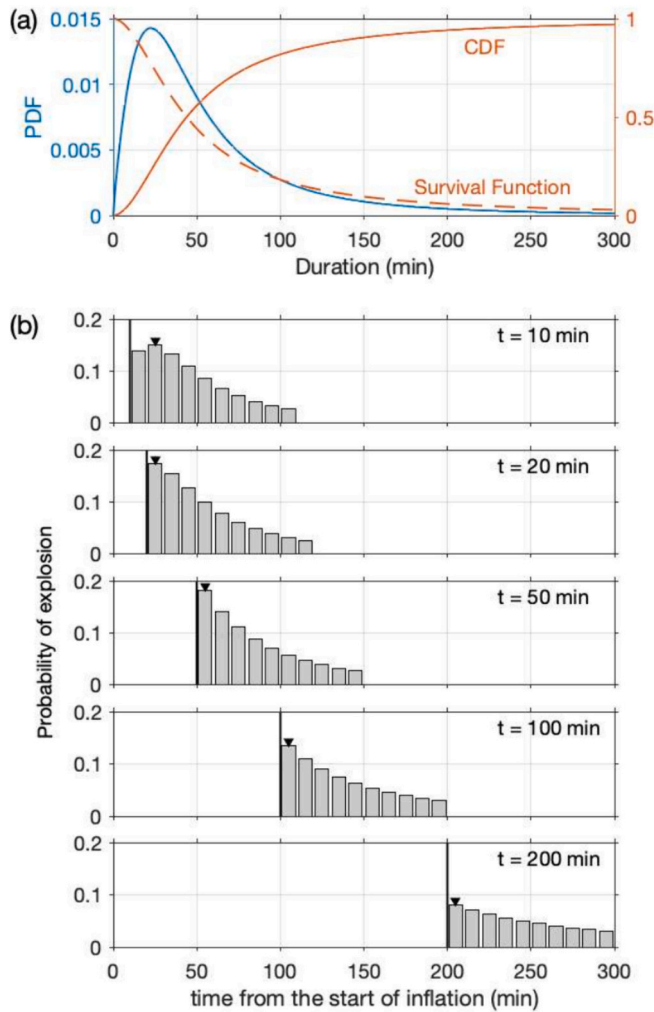 (a)
0.015
0.01
0.005
0
PDF
1
0.5
0
CDF
Survival Function
0 50 100 150 200 250 300
Duration (min)
(b)
Probability of explosion
0.2
0.1
0
t = 10 min
0.2
0.1
0
t = 20 min
0.2
0.1
0
t = 50 min
0.2
0.1
0
t = 100 min
0.2
0.1
0
t = 200 min
0 50 100 150 200 250 300
time from the start of inflation (min)